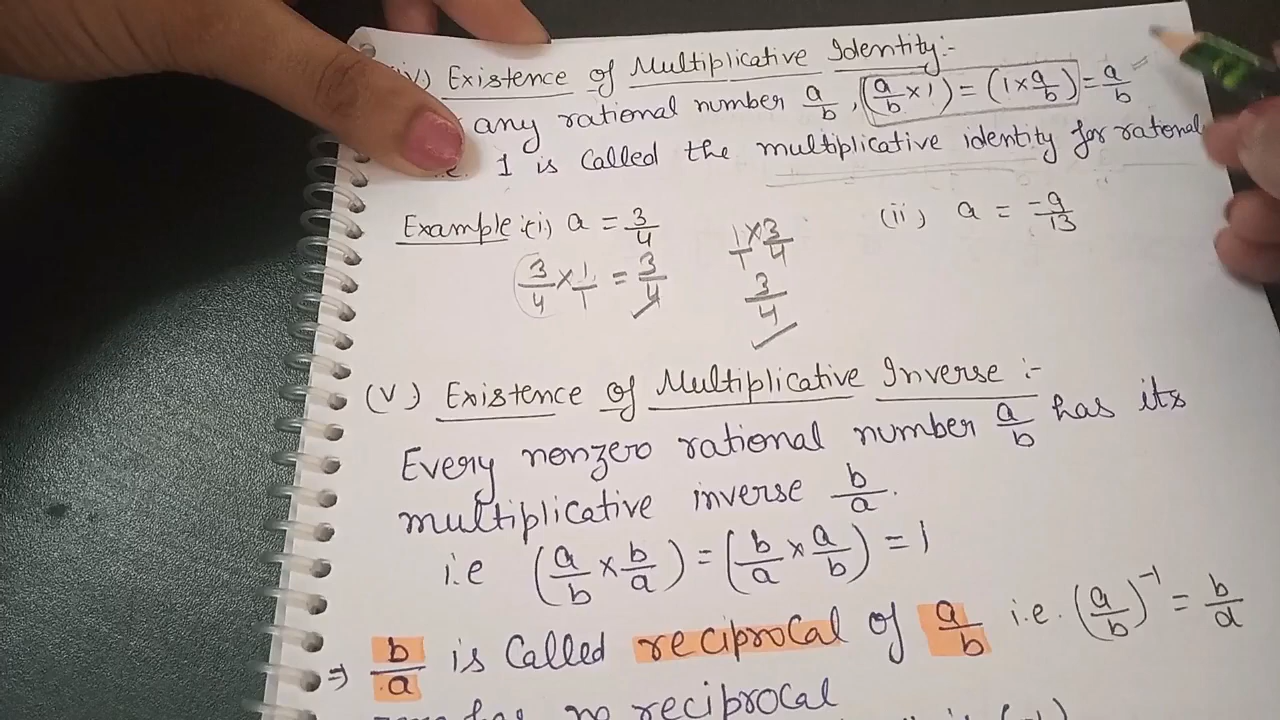 iv) Existence of Multiplicative Identity:-
any rational number a/b, (a/b × 1) = (1 × a/b) = a/b
i.e. 1 is called the multiplicative identity for rational
Example :(i) a = 3/4 (ii) a = -9/13
3/4 × 1/1 = 3/4
1/1 × 3/4
3/4
(V) Existence of Multiplicative Inverse :-
Every nonzero rational number a/b has its
multiplicative inverse b/a.
i.e (a/b × b/a) = (b/a × a/b) = 1
⇒ b/a is called reciprocal of a/b i.e. (a/b)^-1 = b/a
no reciprocal